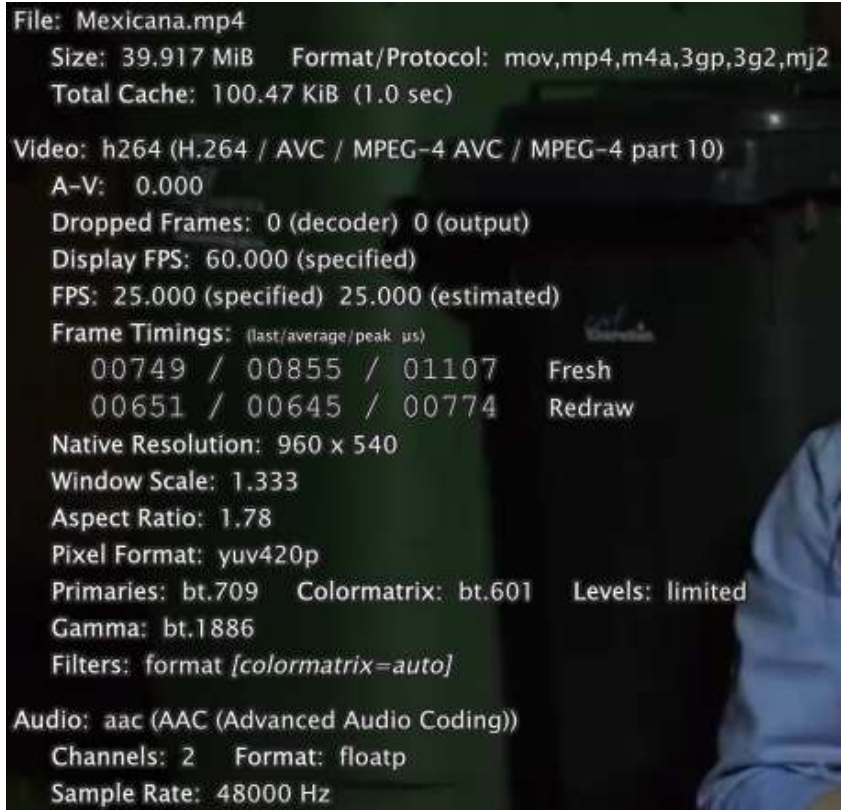 File: Mexicana.mp4
Size: 39.917 MiB Format/Protocol: mov,mp4,m4a,3gp,3g2,mj2
Total Cache: 100.47 KiB (1.0 sec)
Video: h264 (H.264 / AVC / MPEG-4 AVC / MPEG-4 part 10)
A-V: 0.000
Dropped Frames: 0 (decoder) 0 (output)
Display FPS: 60.000 (specified)
FPS: 25.000 (specified) 25.000 (estimated)
Frame Timings: (last/average/peak μs)
00749 / 00855 / 01107 Fresh
00651 / 00645 / 00774 Redraw
Native Resolution: 960 x 540
Window Scale: 1.333
Aspect Ratio: 1.78
Pixel Format: yuv420p
Primaries: bt.709 Colormatrix: bt.601 Levels: limited
Gamma: bt.1886
Filters: format [colormatrix=auto]
Audio: aac (AAC (Advanced Audio Coding))
Channels: 2 Format: floatp
Sample Rate: 48000 Hz